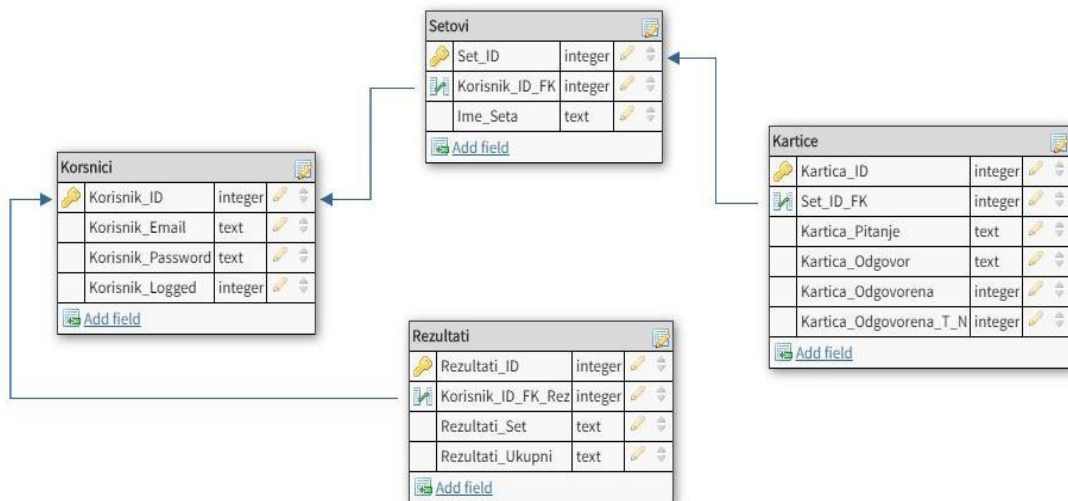 Setovi
Set_ID integer
Korisnik_ID_FK integer
Ime_Seta text
Add field
Korsnici
Korisnik_ID integer
Korisnik_Email text
Korisnik_Password text
Korisnik_Logged integer
Add field
Kartice
Kartica_ID integer
Set_ID_FK integer
Kartica_Pitanje text
Kartica_Odgovor text
Kartica_Odgovorena integer
Kartica_Odgovorena_T_N integer
Add field
Rezultati
Rezultati_ID integer
Korisnik_ID_FK_Rez integer
Rezultati_Set text
Rezultati_Ukupni text
Add field